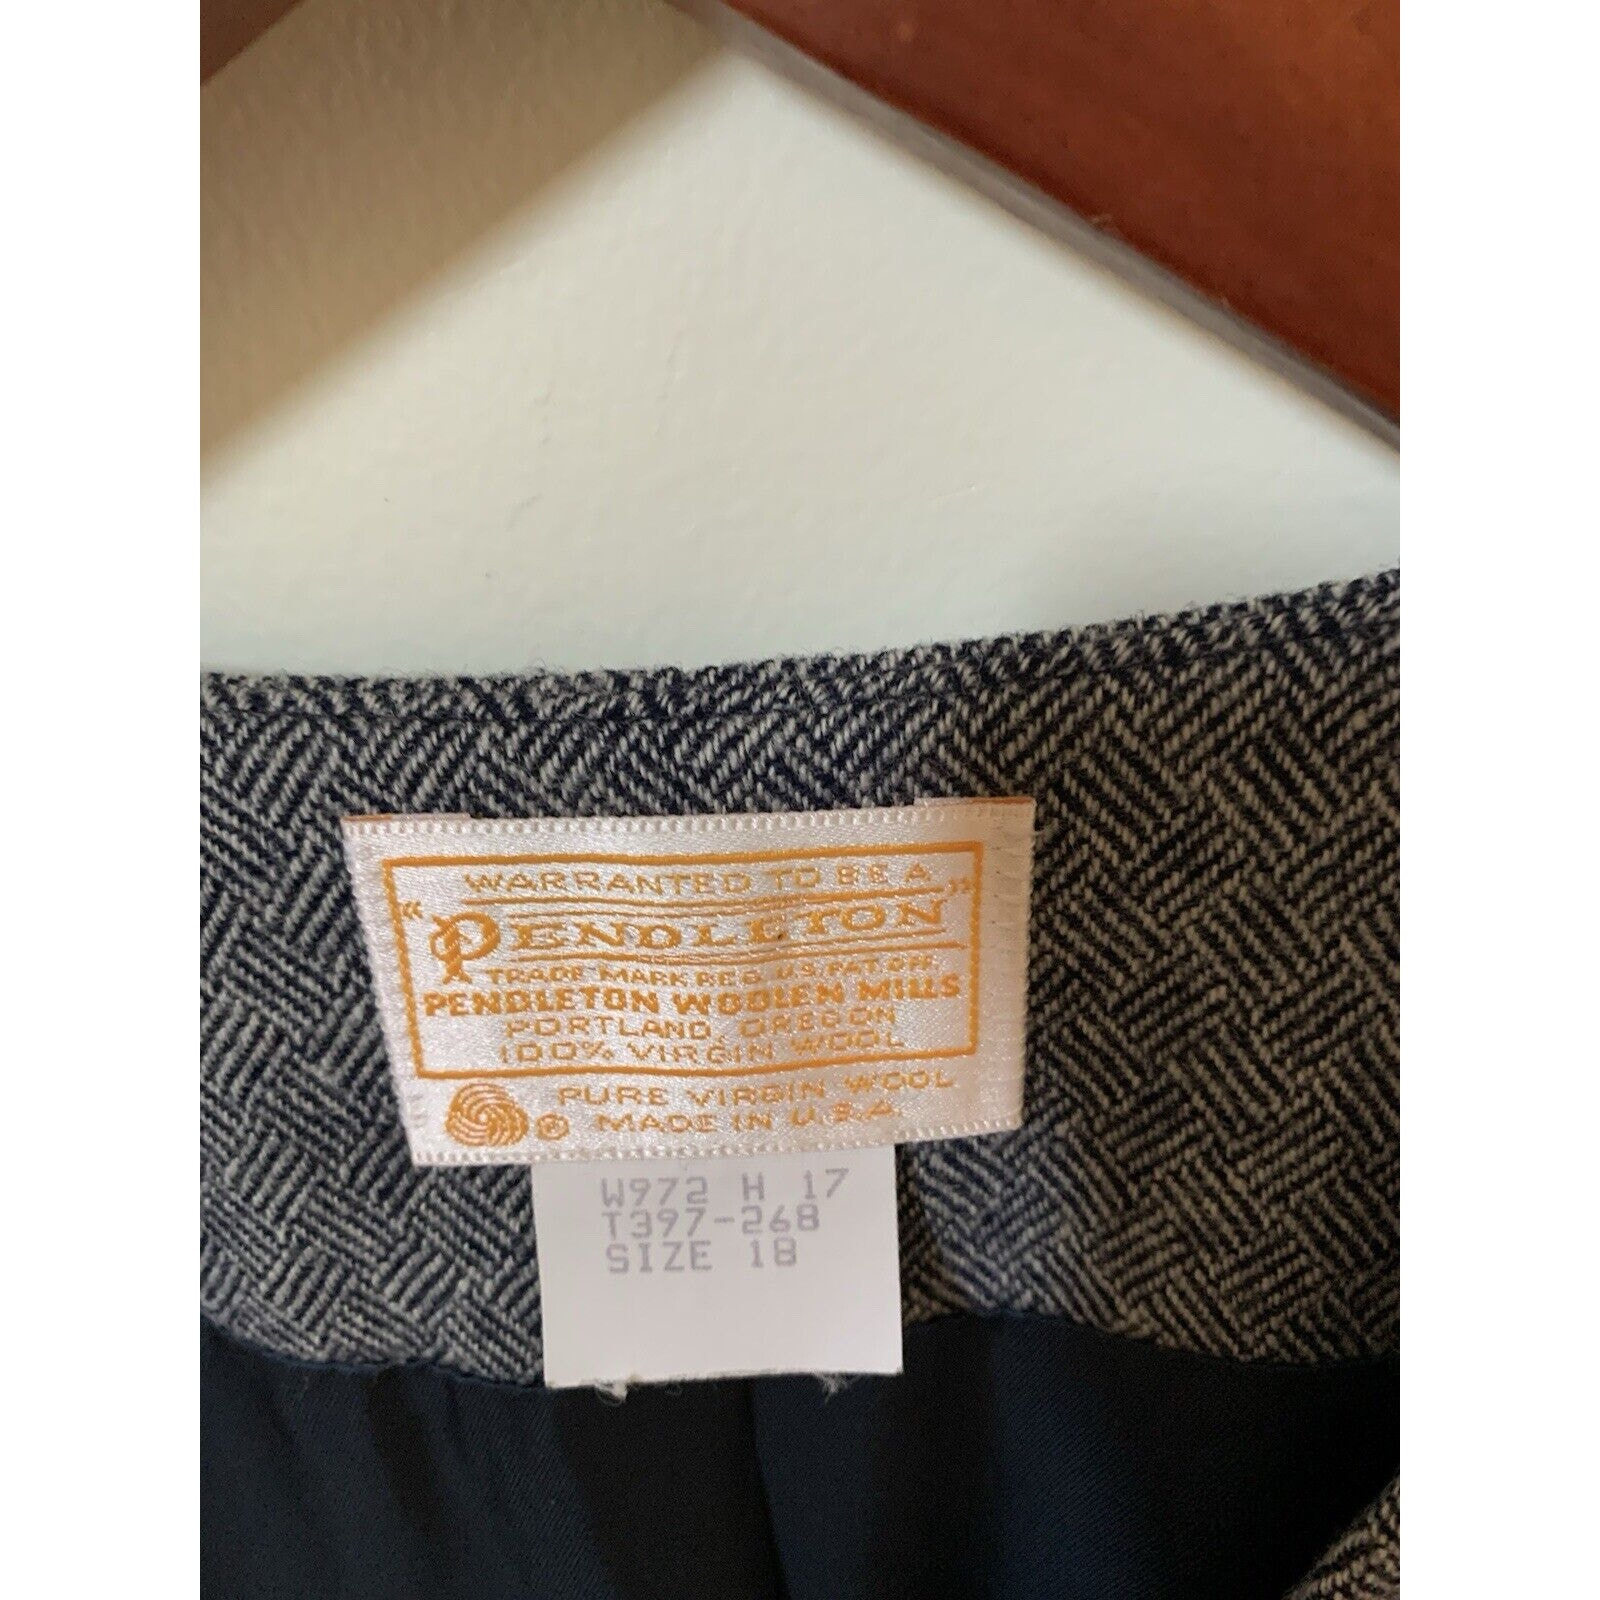 WARRANTED TO BE A
"PENDLETON"
TRADE MARK REG. U.S. PAT. OFF.
PENDLETON WOOLEN MILLS
PORTLAND, OREGON
100% VIRGIN WOOL
PURE VIRGIN WOOL
® MADE IN U.S.A.
W972 H 17
T397-268
SIZE 18